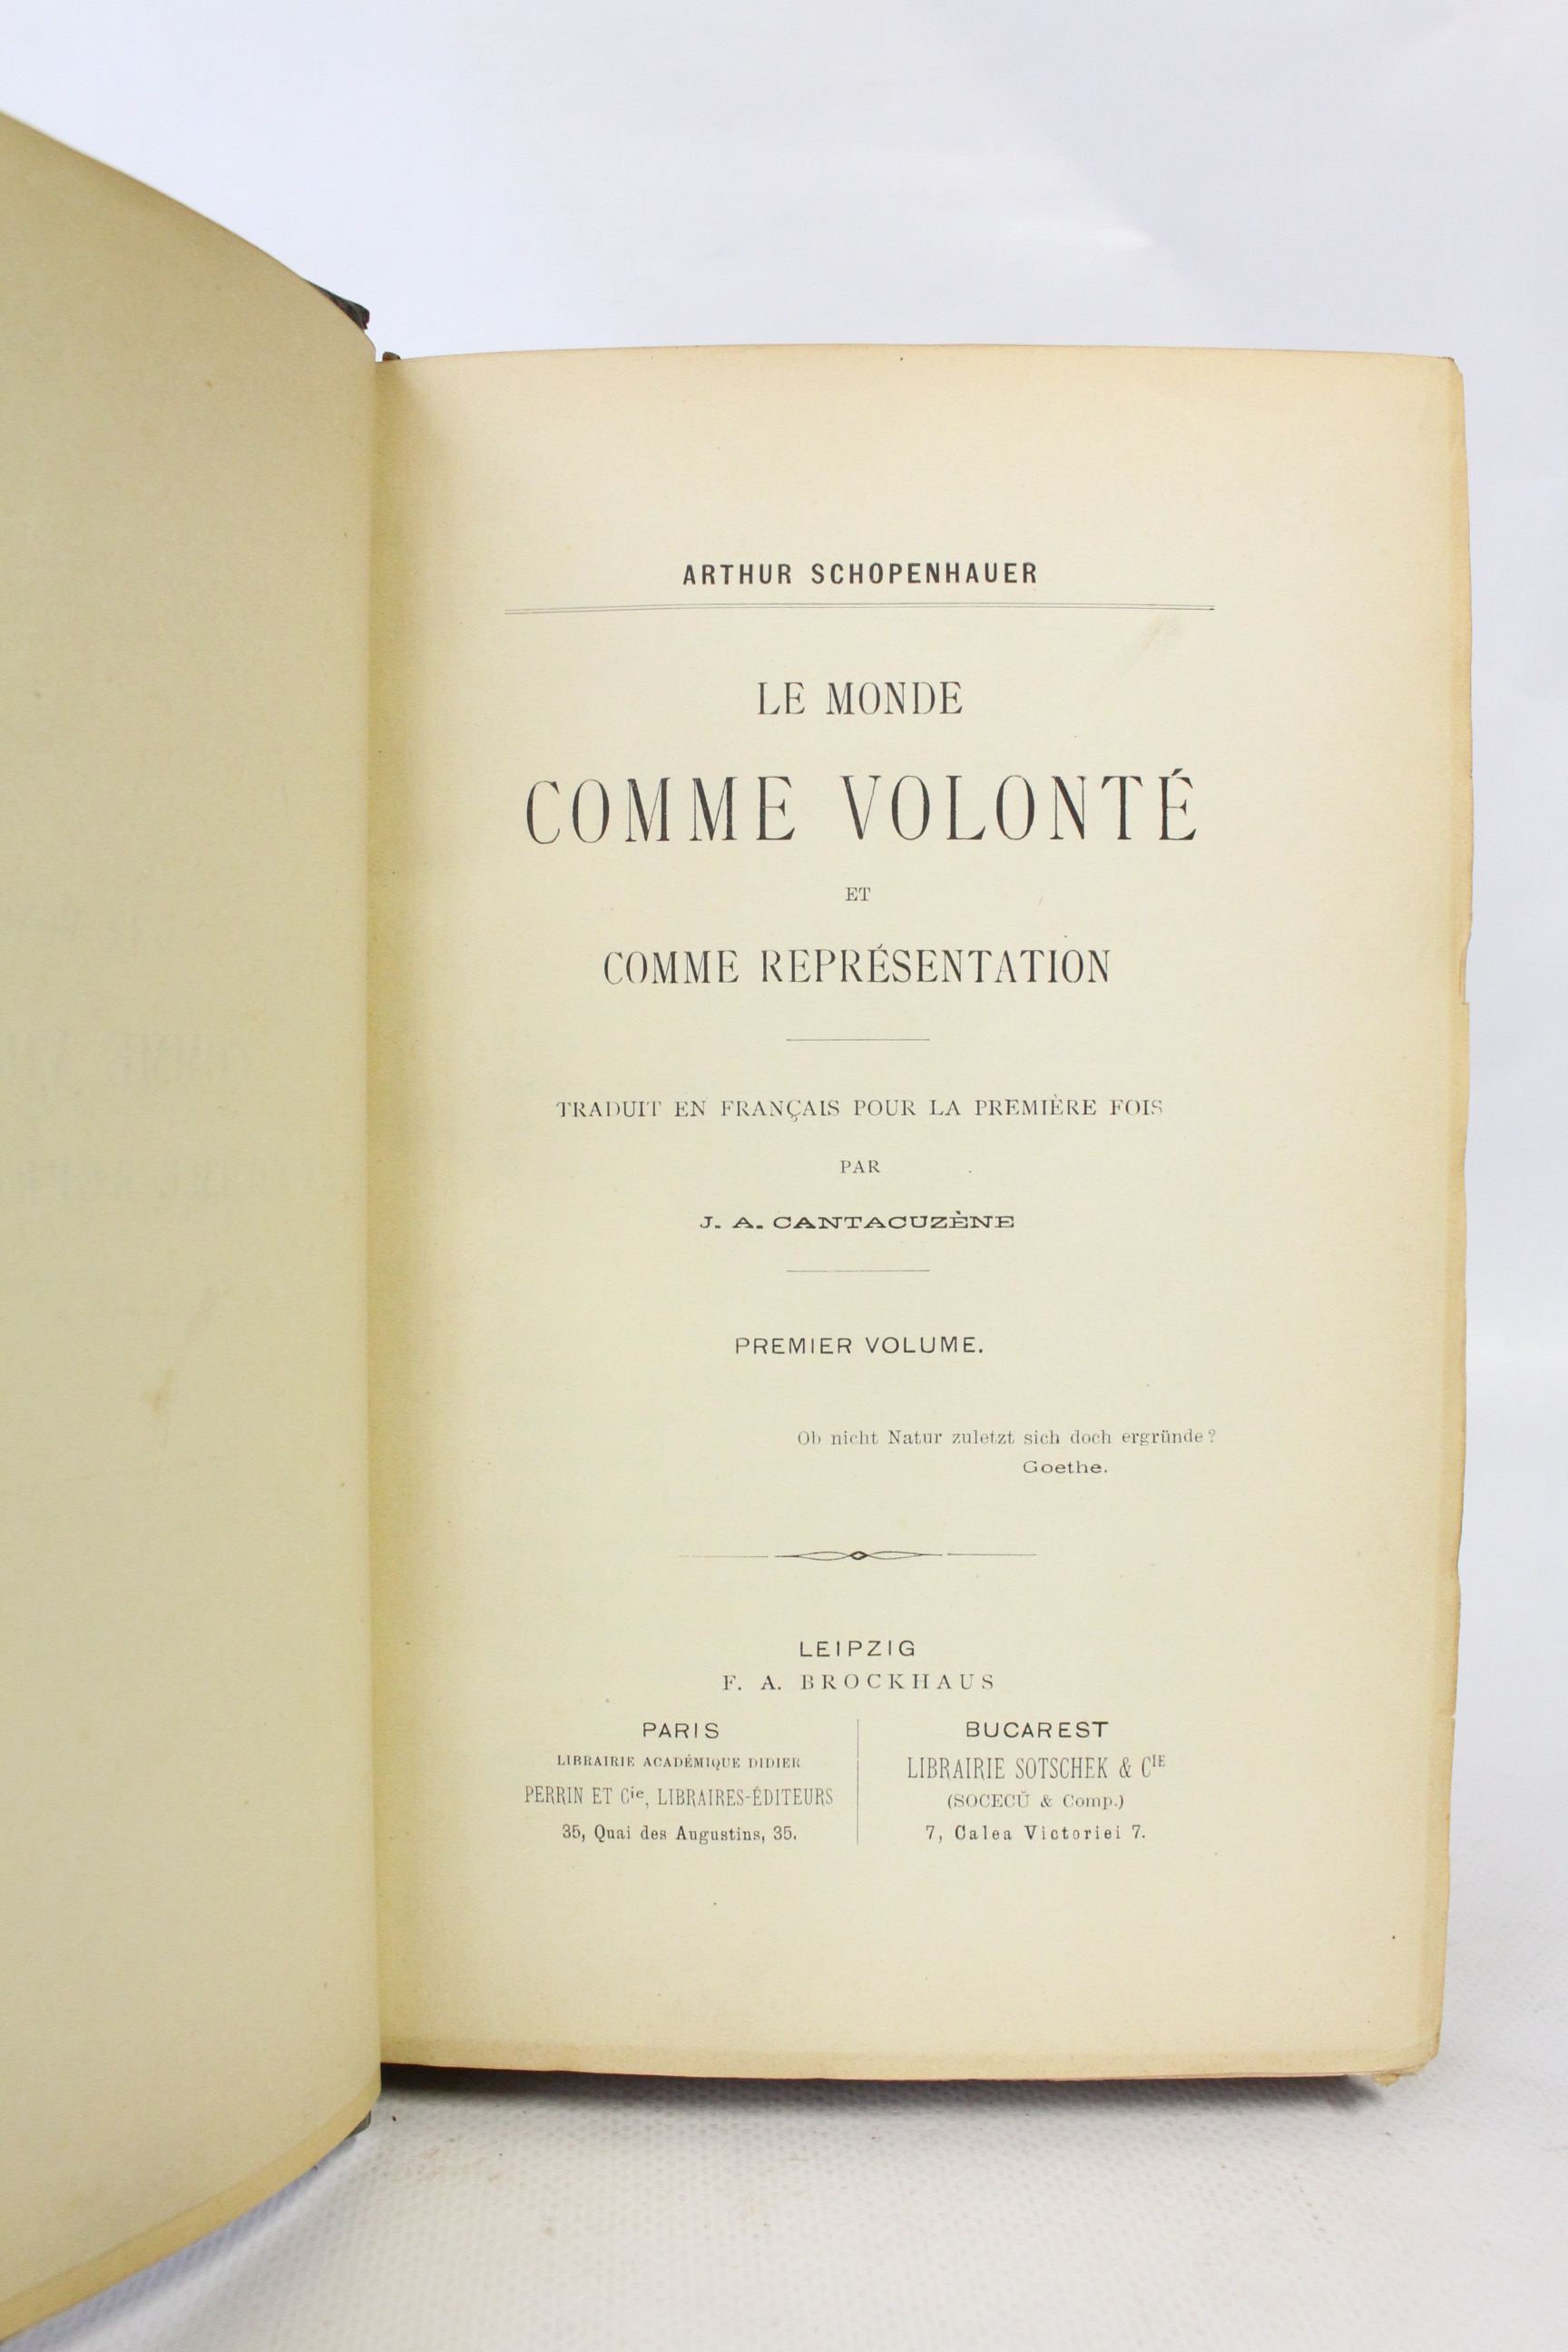 ARTHUR SCHOPENHAUER
LE MONDE
COMME VOLONTÉ
ET
COMME REPRÉSENTATION
TRADUIT EN FRANÇAIS POUR LA PREMIÈRE FOIS
PAR
J. A. CANTACUZÈNE
PREMIER VOLUME.
Ob nicht Natur zuletzt sich doch ergründe?
Goethe.
LEIPZIG
F. A. BROCKHAUS
PARIS
LIBRAIRIE ACADÉMIQUE DIDIER
PERRIN ET Cie, LIBRAIRES-ÉDITEURS
35, Quai des Augustins, 35.
BUCAREST
LIBRAIRIE SOTSCHEK & CIE
(SOCECŬ & Comp.)
7, Calea Victoriei 7.